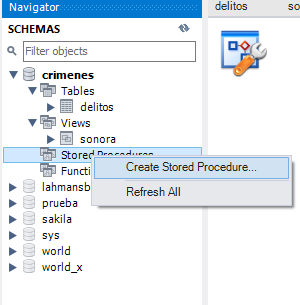 Navigator
SCHEMAS
Filter objects
crimenes
Tables
delitos
Views
sonora
Stored Procedures
Functi
lahmansb
prueba
sakila
sys
world
world_x
Create Stored Procedure...
Refresh All
delitos
so